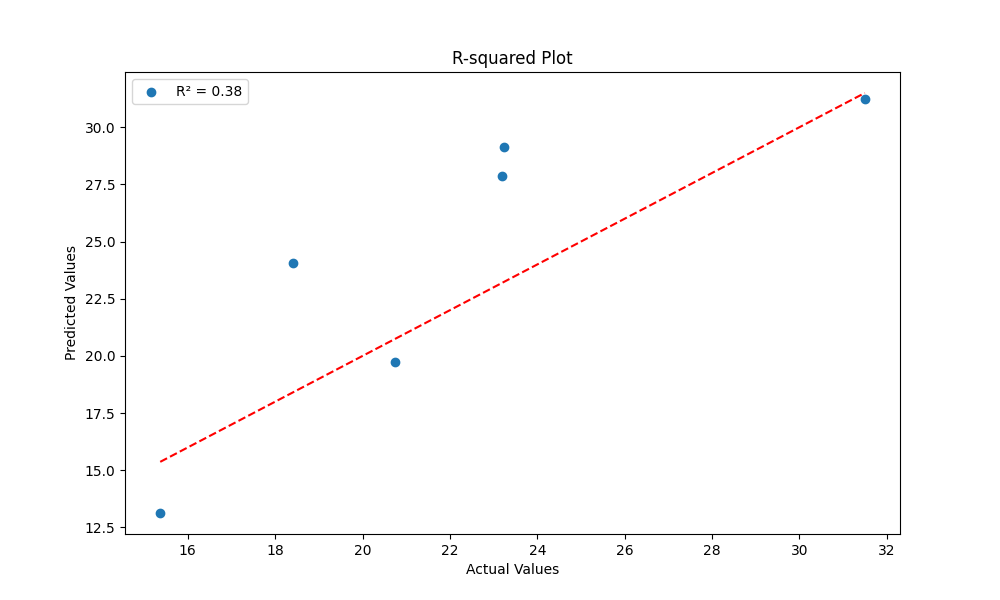 R-squared Plot
R² = 0.38
30.0
27.5
25.0
22.5
20.0
17.5
15.0
12.5
Predicted Values
16 18 20 22 24 26 28 30 32
Actual Values